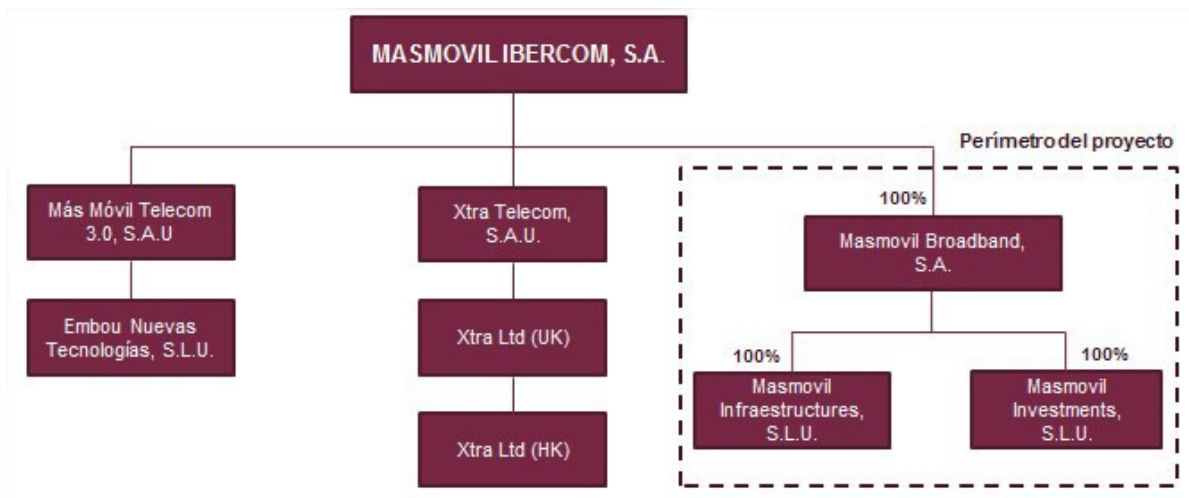 MASMOVIL IBERCOM, S.A.
Perímetro del proyecto
Más Móvil Telecom
3.0, S.A.U
Embou Nuevas
Tecnologías, S.L.U.
Xtra Telecom,
S.A.U.
Xtra Ltd (UK)
Xtra Ltd (HK)
100%
Masmovil Broadband,
S.A.
100%
Masmovil
Infraestructures,
S.L.U.
100%
Masmovil
Investments,
S.L.U.